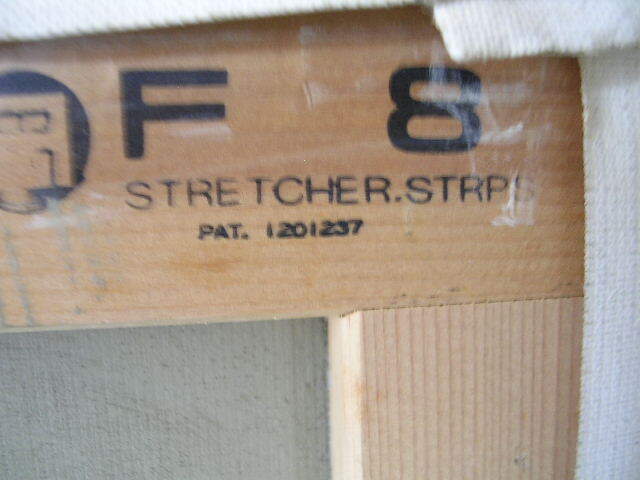 F 8
STRETCHER.STRPS
PAT. 1201237